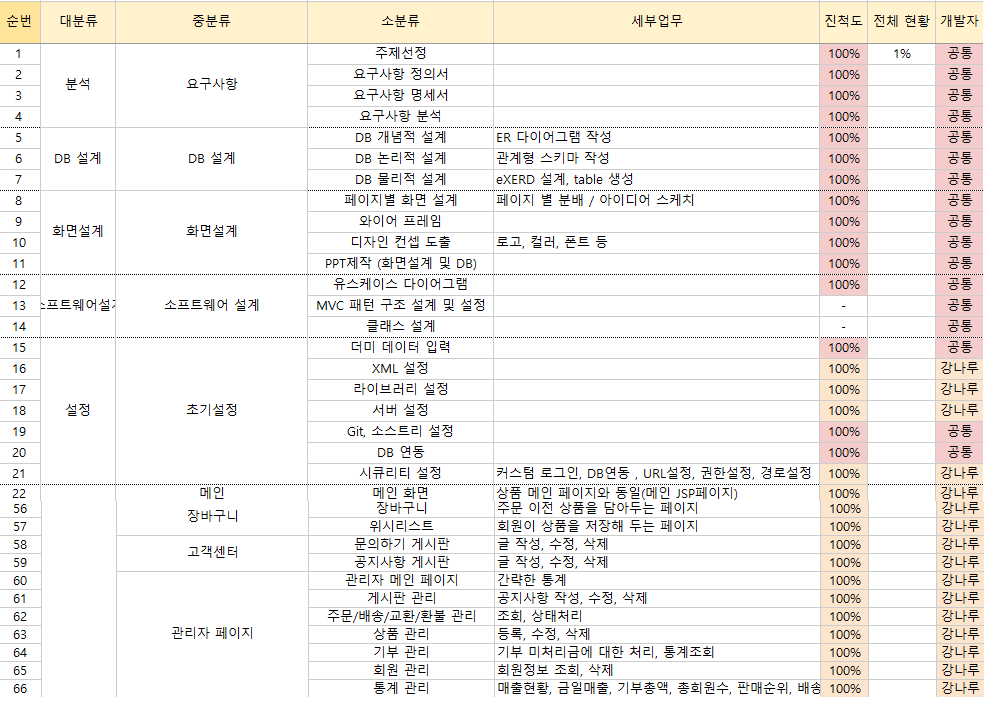 순번 대분류 중분류 소분류 세부업무 진척도 전체 현황 개발자
1 분석 요구사항 주제선정 100% 1% 공통
2 요구사항 정의서 100% 공통
3 요구사항 명세서 100% 공통
4 요구사항 분석 100% 공통
5 DB 설계 DB 설계 DB 개념적 설계 ER 다이어그램 작성 100% 공통
6 DB 논리적 설계 관계형 스키마 작성 100% 공통
7 DB 물리적 설계 eXERD 설계, table 생성 100% 공통
8 화면설계 화면설계 페이지별 화면 설계 페이지 별 분배 / 아이디어 스케치 100% 공통
9 와이어 프레임 100% 공통
10 디자인 컨셉 도출 로고, 컬러, 폰트 등 100% 공통
11 PPT제작 (화면설계 및 DB) 100% 공통
12 소프트웨어 설계 유스케이스 다이어그램 100% 공통
13 MVC 패턴 구조 설계 및 설정 - 공통
14 클래스 설계 - 공통
15 설정 초기설정 더미 데이터 입력 100% 공통
16 XML 설정 100% 강나루
17 라이브러리 설정 100% 강나루
18 서버 설정 100% 강나루
19 Git, 소스트리 설정 100% 공통
20 DB 연동 100% 공통
21 시큐리티 설정 커스텀 로그인, DB연동 , URL설정, 권한설정, 경로설정 100% 강나루
22 메인 메인 화면 상품 메인 페이지와 동일(메인 JSP페이지) 100% 강나루
56 장바구니 장바구니 주문 이전 상품을 담아두는 페이지 100% 강나루
57 위시리스트 회원이 상품을 저장해 두는 페이지 100% 강나루
58 고객센터 문의하기 게시판 글 작성, 수정, 삭제 100% 강나루
59 공지사항 게시판 글 작성, 수정, 삭제 100% 강나루
60 관리자 페이지 관리자 메인 페이지 간략한 통계 100% 강나루
61 게시판 관리 공지사항 작성, 수정, 삭제 100% 강나루
62 주문/배송/교환/환불 관리 조회, 상태처리 100% 강나루
63 상품 관리 등록, 수정, 삭제 100% 강나루
64 기부 관리 기부 미처리금에 대한 처리, 통계조회 100% 강나루
65 회원 관리 회원정보 조회, 삭제 100% 강나루
66 통계 관리 매출현황, 금일매출, 기부총액, 총회원수, 판매순위, 배송 100% 강나루